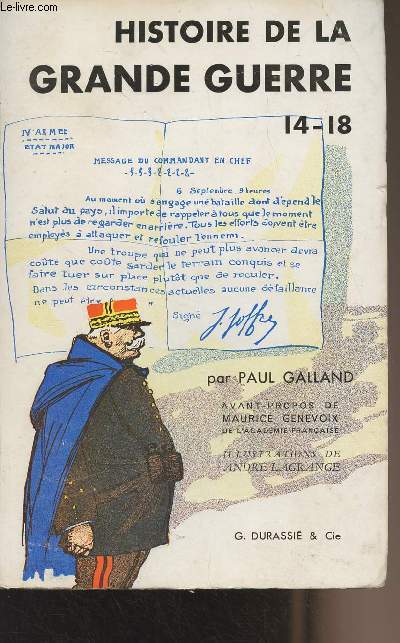 Le-livre.com
HISTOIRE DE LA
GRANDE GUERRE
14-18
IV ARMEE
ETAT MAJOR
MESSAGE DU COMMANDANT EN CHEF
6 Septembre 9 heures
Au moment où s'engage une bataille dont dépend le
Salut du pays, il importe de rappeler à tous que le moment
n'est plus de regarder en arrière. Tous les efforts doivent être
employés à attaquer et refouler l'ennemi.
Une troupe qui ne peut plus avancer devra
coûte que coûte garder le terrain conquis et se
faire tuer sur place plutôt que de reculer.
Dans les circonstances actuelles aucune défaillance
ne peut être "
Signé J. Joffre
par PAUL GALLAND
AVANT-PROPOS DE
MAURICE GENEVOIX
DE L'ACADEMIE FRANÇAISE
ILLUSTRATIONS DE
ANDRE LAGRANGE
G. DURASSIÉ & Cie